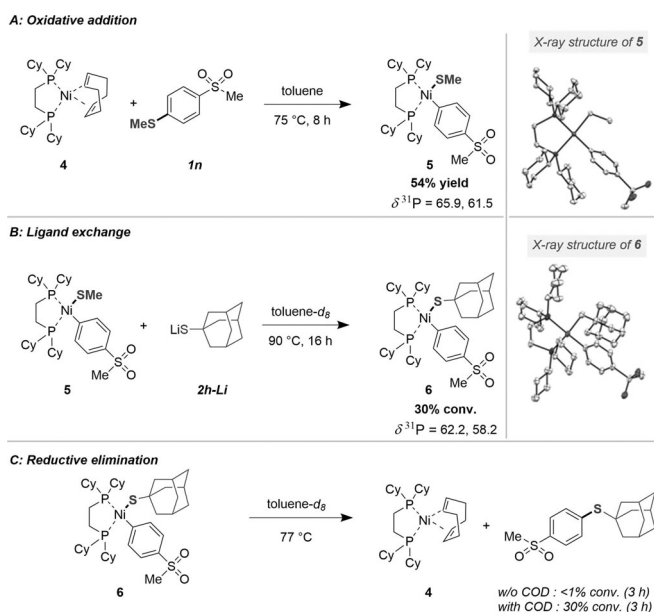 A: Oxidative addition
X-ray structure of 5
Cy Cy
P
Ni
P
Cy Cy
4
+
O O
S
Me
MeS
1n
toluene
75 °C, 8 h
Cy Cy
P SMe
Ni
P
Cy Cy
O
S
Me O
5
54% yield
δ ³¹P = 65.9, 61.5
B: Ligand exchange
X-ray structure of 6
Cy Cy
P SMe
Ni
P
Cy Cy
O
S
Me O
5
+
LiS
2h-Li
toluene-d₈
90 °C, 16 h
Cy Cy
P S
Ni
P
Cy Cy
O
S
Me O
6
30% conv.
δ ³¹P = 62.2, 58.2
C: Reductive elimination
Cy Cy
P S
Ni
P
Cy Cy
O
S
Me O
6
toluene-d₈
77 °C
Cy Cy
P
Ni
P
Cy Cy
4
+
S
Me
S
O O
w/o COD : <1% conv. (3 h)
with COD : 30% conv. (3 h)